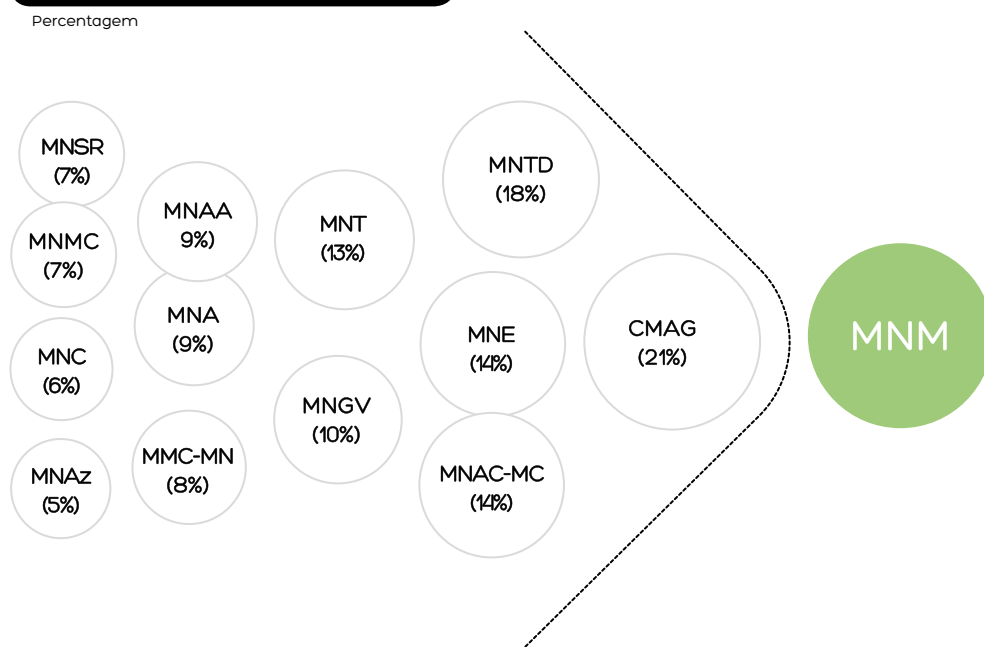 Percentagem
MNSR
(7%)
MNMC
(7%)
MNC
(6%)
MNAz
(5%)
MNAA
9%)
MNA
(9%)
MMC-MN
(8%)
MNT
(13%)
MNGV
(10%)
MNTD
(18%)
MNE
(14%)
MNAC-MC
(14%)
CMAG
(21%)
MNM